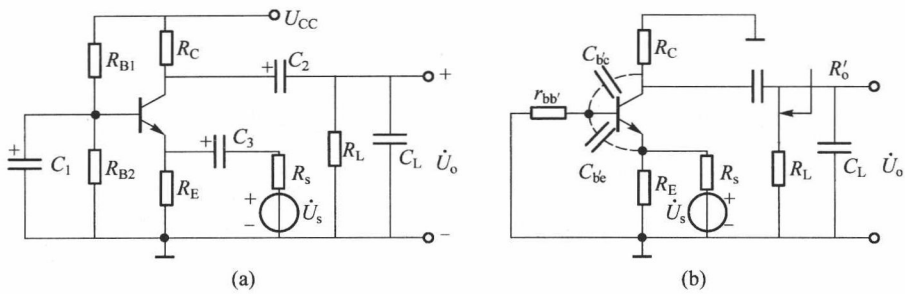 U_CC
R_B1
R_C
C_2
+
+
+
C_1
R_B2
+
C_3
R_E
R_s
+
−
U̇_s
R_L
C_L
U̇_o
−
(a)
R_C
C_b'c
r_bb'
C_b'e
R_E
R_s
+
−
U̇_s
R'_o
R_L
C_L
U̇_o
(b)